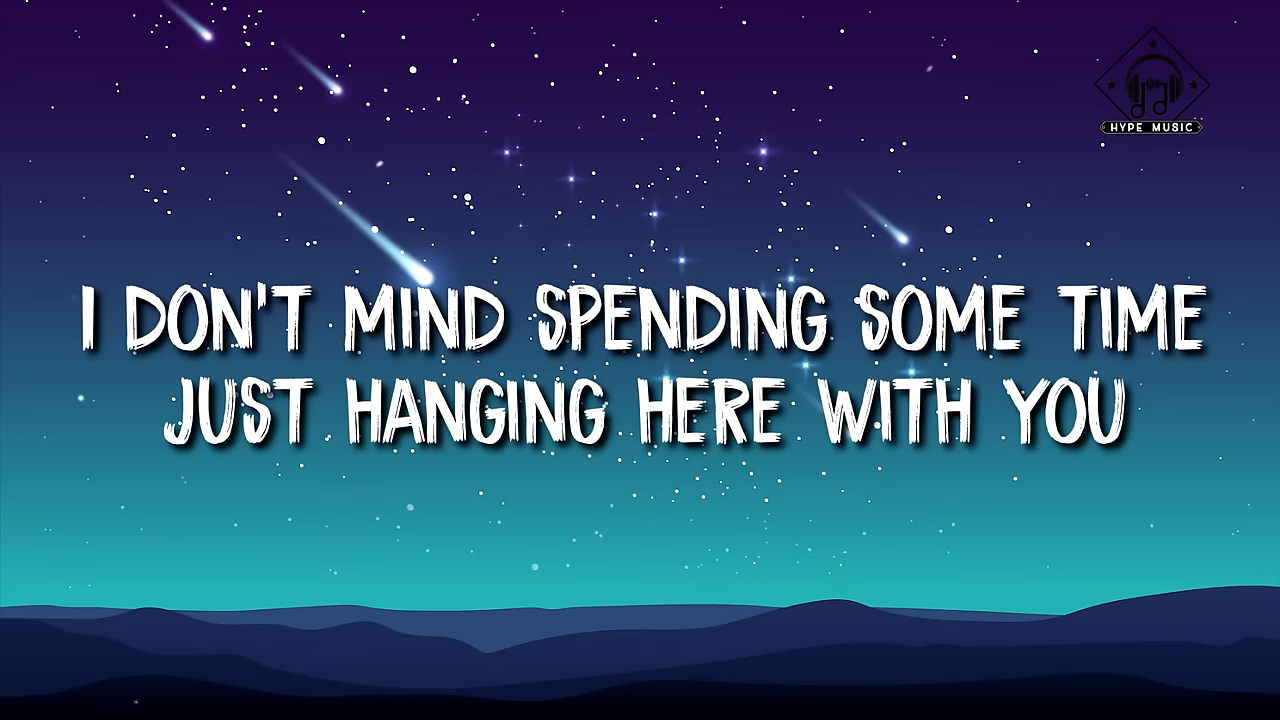 HYPE MUSIC
I DON'T MIND SPENDING SOME TIME
JUST HANGING HERE WITH YOU